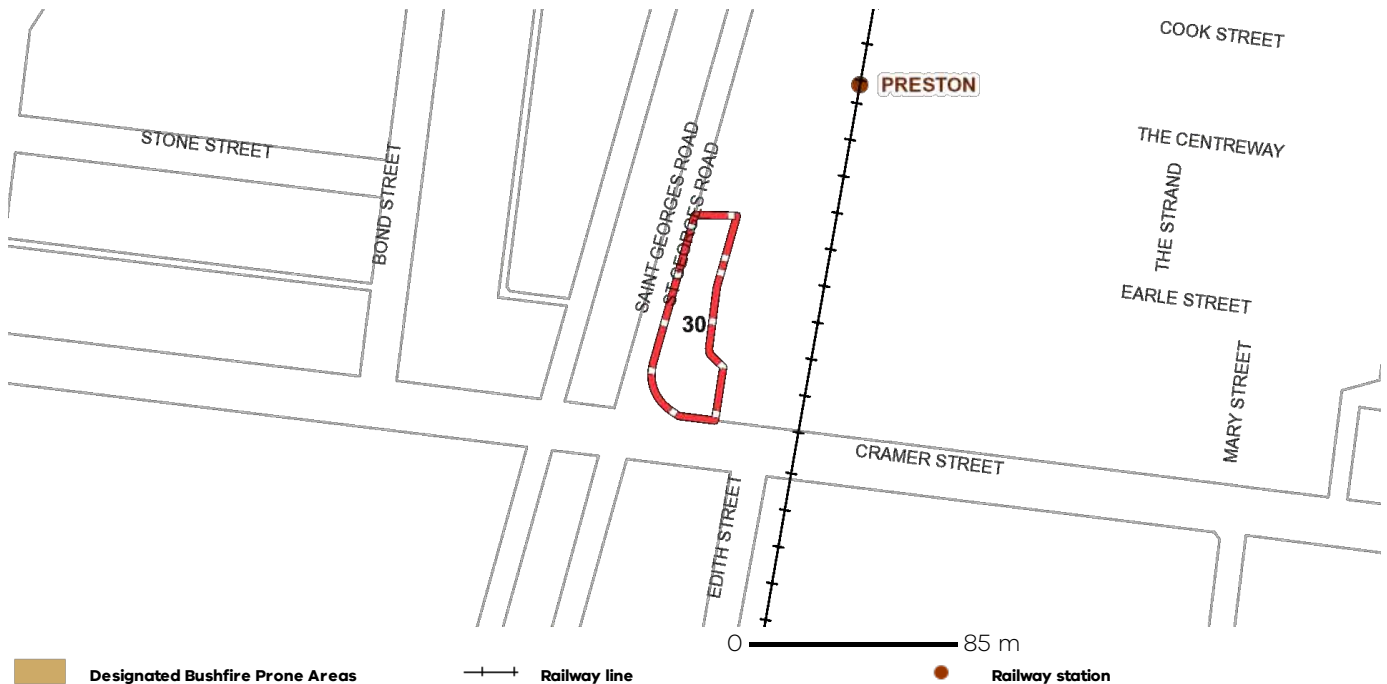 COOK STREET
PRESTON
STONE STREET
BOND STREET
SAINT GEORGES ROAD
ST GEORGES ROAD
THE CENTREWAY
THE STRAND
EARLE STREET
30
MARY STREET
CRAMER STREET
EDITH STREET
0 85 m
Designated Bushfire Prone Areas
Railway line
Railway station